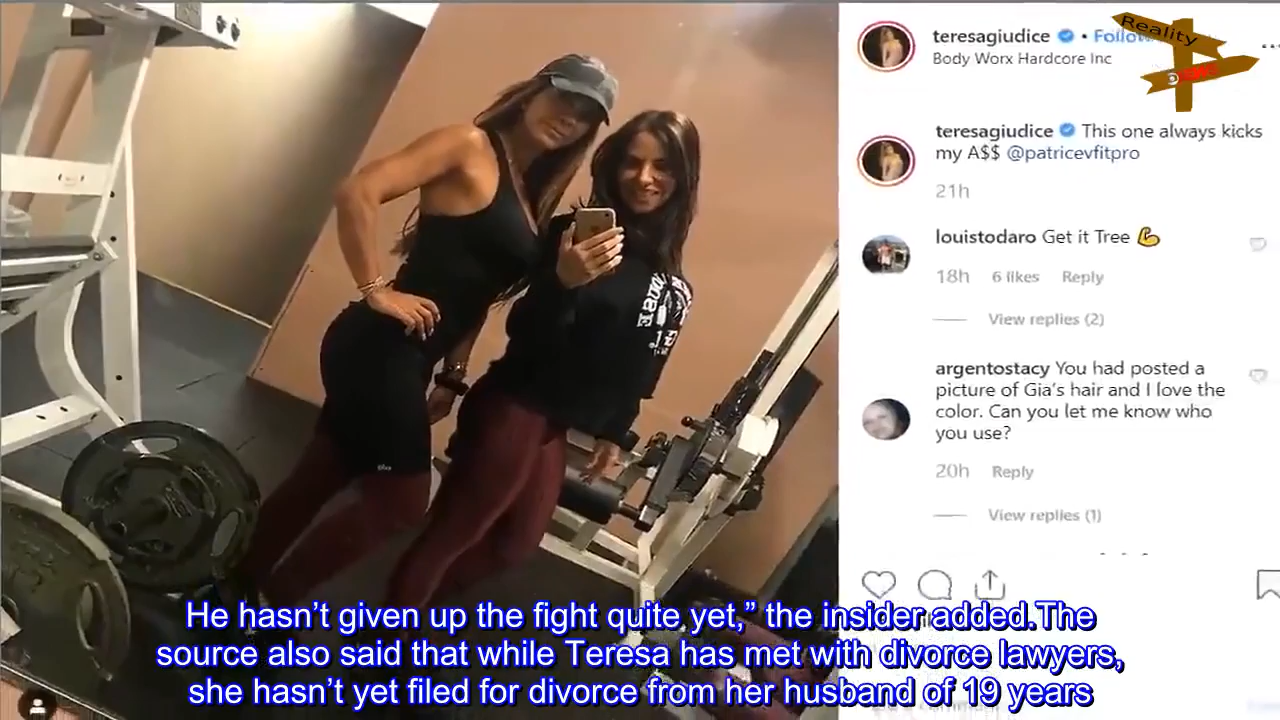 teresagiudice • Follow
Body Worx Hardcore Inc
Reality
teresagiudice This one always kicks
my A$$ @patricevfitpro
21h
louistodaro Get it Tree 💪
18h 6 likes Reply
View replies (2)
argentostacy You had posted a
picture of Gia's hair and I love the
color. Can you let me know who
you use?
20h Reply
View replies (1)
He hasn’t given up the fight quite yet,” the insider added.The
source also said that while Teresa has met with divorce lawyers,
she hasn’t yet filed for divorce from her husband of 19 years